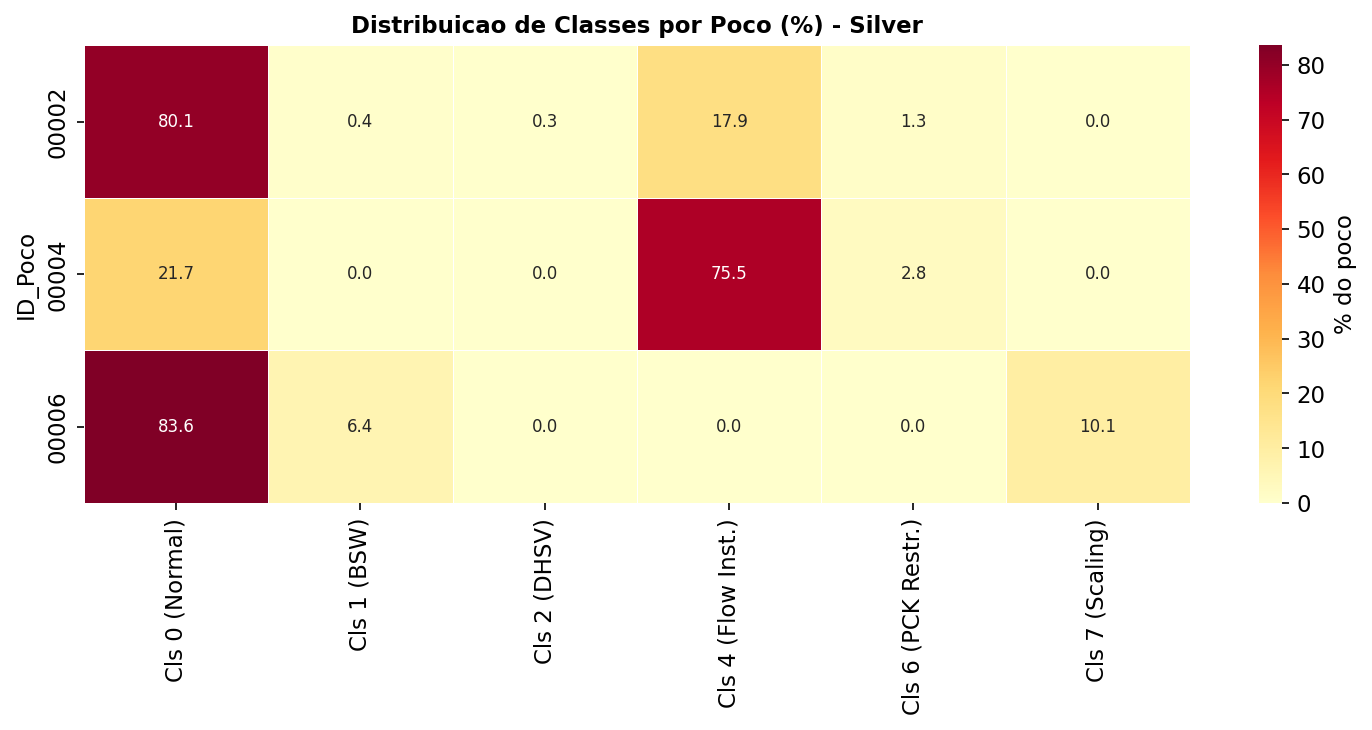 Distribuicao de Classes por Poco (%) - Silver
ID_Poco
00002
80.1 0.4 0.3 17.9 1.3 0.0
00004
21.7 0.0 0.0 75.5 2.8 0.0
00006
83.6 6.4 0.0 0.0 0.0 10.1
Cls 0 (Normal)
Cls 1 (BSW)
Cls 2 (DHSV)
Cls 4 (Flow Inst.)
Cls 6 (PCK Restr.)
Cls 7 (Scaling)
80
70
60
50
40
30
20
10
0
% do poco